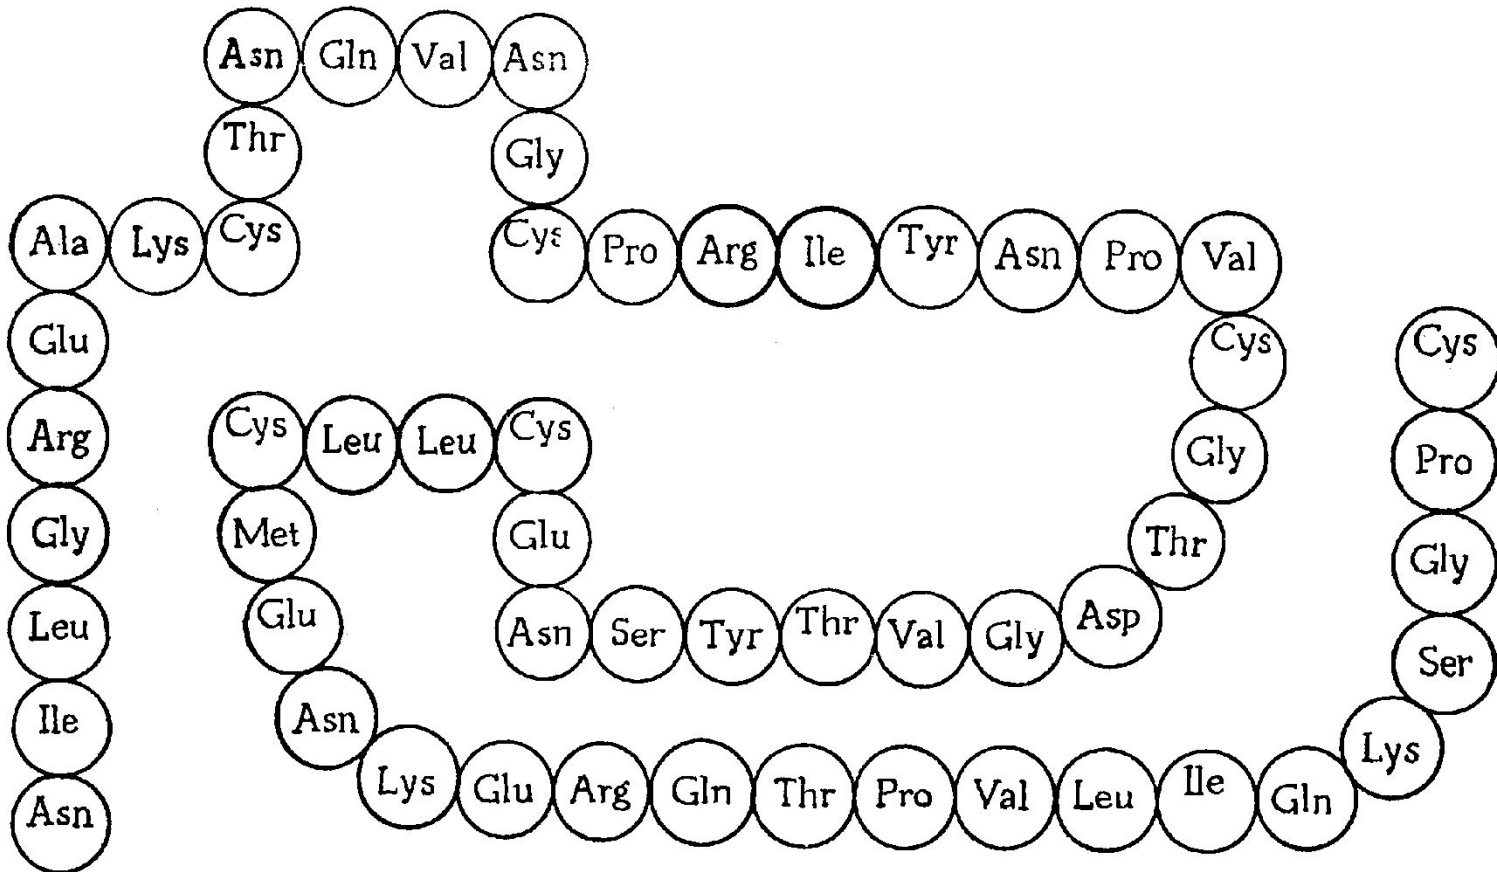 Asn Gln Val Asn
Thr Gly
Ala Lys Cys Cys Pro Arg Ile Tyr Asn Pro Val
Glu Cys Cys
Arg Cys Leu Leu Cys Gly Pro
Gly Met Glu Thr Gly
Leu Glu Asn Ser Tyr Thr Val Gly Asp Ser
Ile Asn Lys
Asn Lys Glu Arg Gln Thr Pro Val Leu Ile Gln